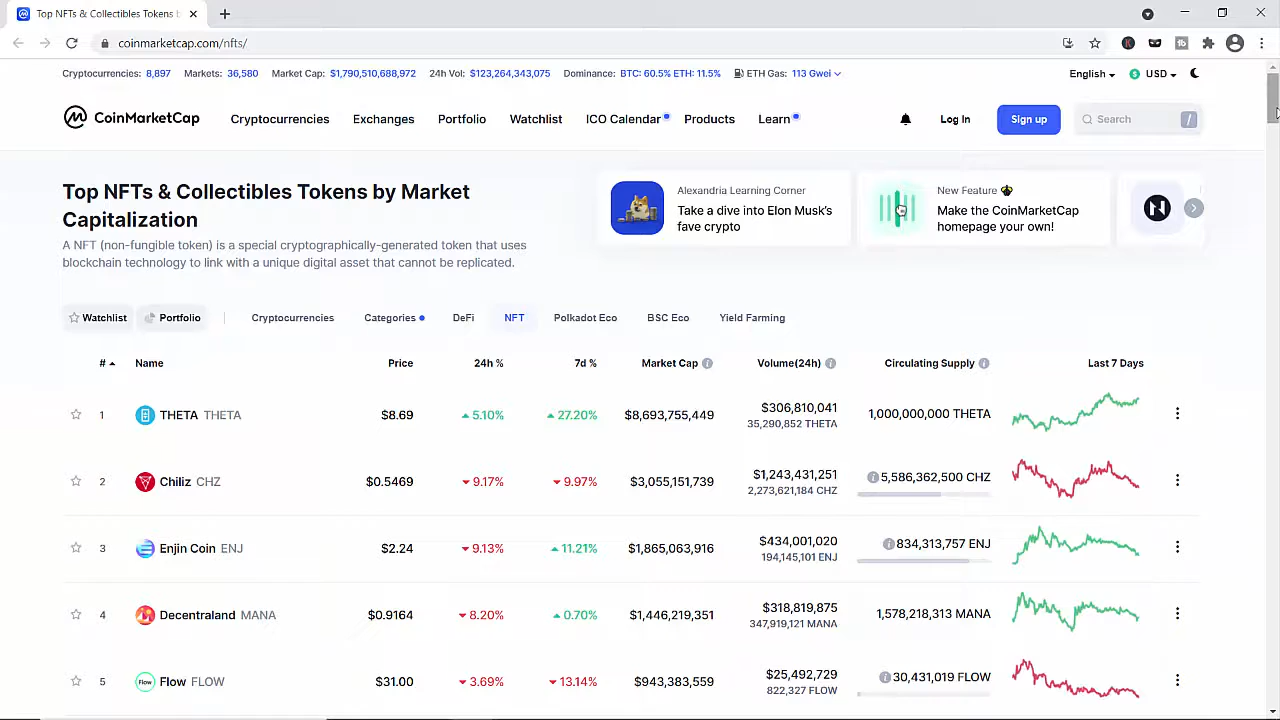 Top NFTs & Collectibles Tokens b
coinmarketcap.com/nfts/
Cryptocurrencies: 8,897 Markets: 36,580 Market Cap: $1,790,510,688,972 24h Vol: $123,264,343,075 Dominance: BTC: 60.5% ETH: 11.5% ETH Gas: 113 Gwei English USD
CoinMarketCap Cryptocurrencies Exchanges Portfolio Watchlist ICO Calendar Products Learn Log In Sign up Search /
Top NFTs & Collectibles Tokens by Market
Capitalization
A NFT (non-fungible token) is a special cryptographically-generated token that uses
blockchain technology to link with a unique digital asset that cannot be replicated.
Alexandria Learning Corner
Take a dive into Elon Musk's
fave crypto
New Feature
Make the CoinMarketCap
homepage your own!
Watchlist Portfolio Cryptocurrencies Categories DeFi NFT Polkadot Eco BSC Eco Yield Farming
# Name Price 24h % 7d % Market Cap Volume(24h) Circulating Supply Last 7 Days
1 THETA THETA $8.69 5.10% 27.20% $8,693,755,449 $306,810,041 1,000,000,000 THETA
35,290,852 THETA
2 Chiliz CHZ $0.5469 9.17% 9.97% $3,055,151,739 $1,243,431,251 5,586,362,500 CHZ
2,273,621,184 CHZ
3 Enjin Coin ENJ $2.24 9.13% 11.21% $1,865,063,916 $434,001,020 834,313,757 ENJ
194,145,101 ENJ
4 Decentraland MANA $0.9164 8.20% 0.70% $1,446,219,351 $318,819,875 1,578,218,313 MANA
347,919,121 MANA
5 Flow Flow FLOW $31.00 3.69% 13.14% $943,383,559 $25,492,729 30,431,019 FLOW
822,327 FLOW